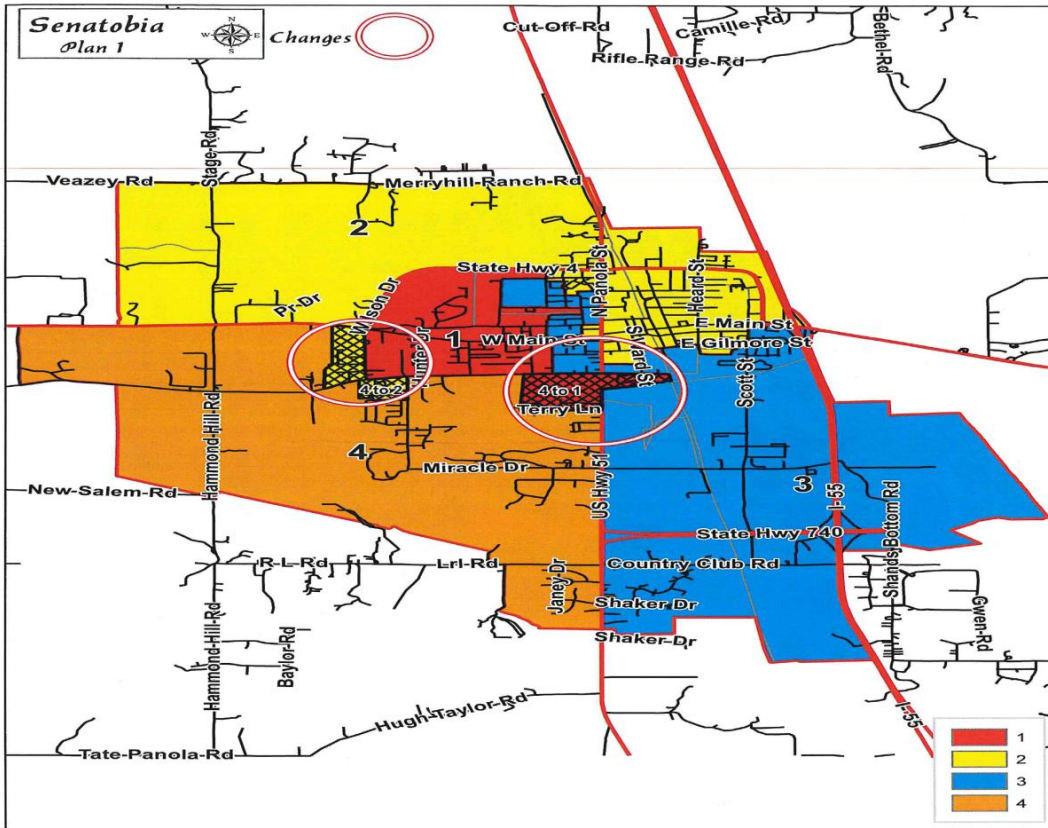 Senatobia
Plan 1
N
W
E
S
Changes
Cut-Off-Rd
Camille-Rd
Rifle-Range-Rd
Bethel-Rd
Stage-Rd
Veazey-Rd
Merryhill-Ranch-Rd
2
State Hwy 4
N Panola St
Heard-St
Pr-Dr
Wilson Dr
Hunter Dr
1
W Main St
E Main St
E Gilmore St
Sward St
Scott St
4 to 2
4 to 1
Terry Ln
4
Miracle Dr
Hammond-Hill-Rd
New-Salem-Rd
US Hwy 51
3
I-55
State Hwy 740
Shands-Bottom Rd
R-L-Rd
Lrl-Rd
Country Club Rd
Janey-Dr
Shaker Dr
Shaker Dr
Gwen-Rd
Hammond-Hill-Rd
Baylor-Rd
Hugh-Taylor-Rd
Tate-Panola-Rd
I-55
1
2
3
4